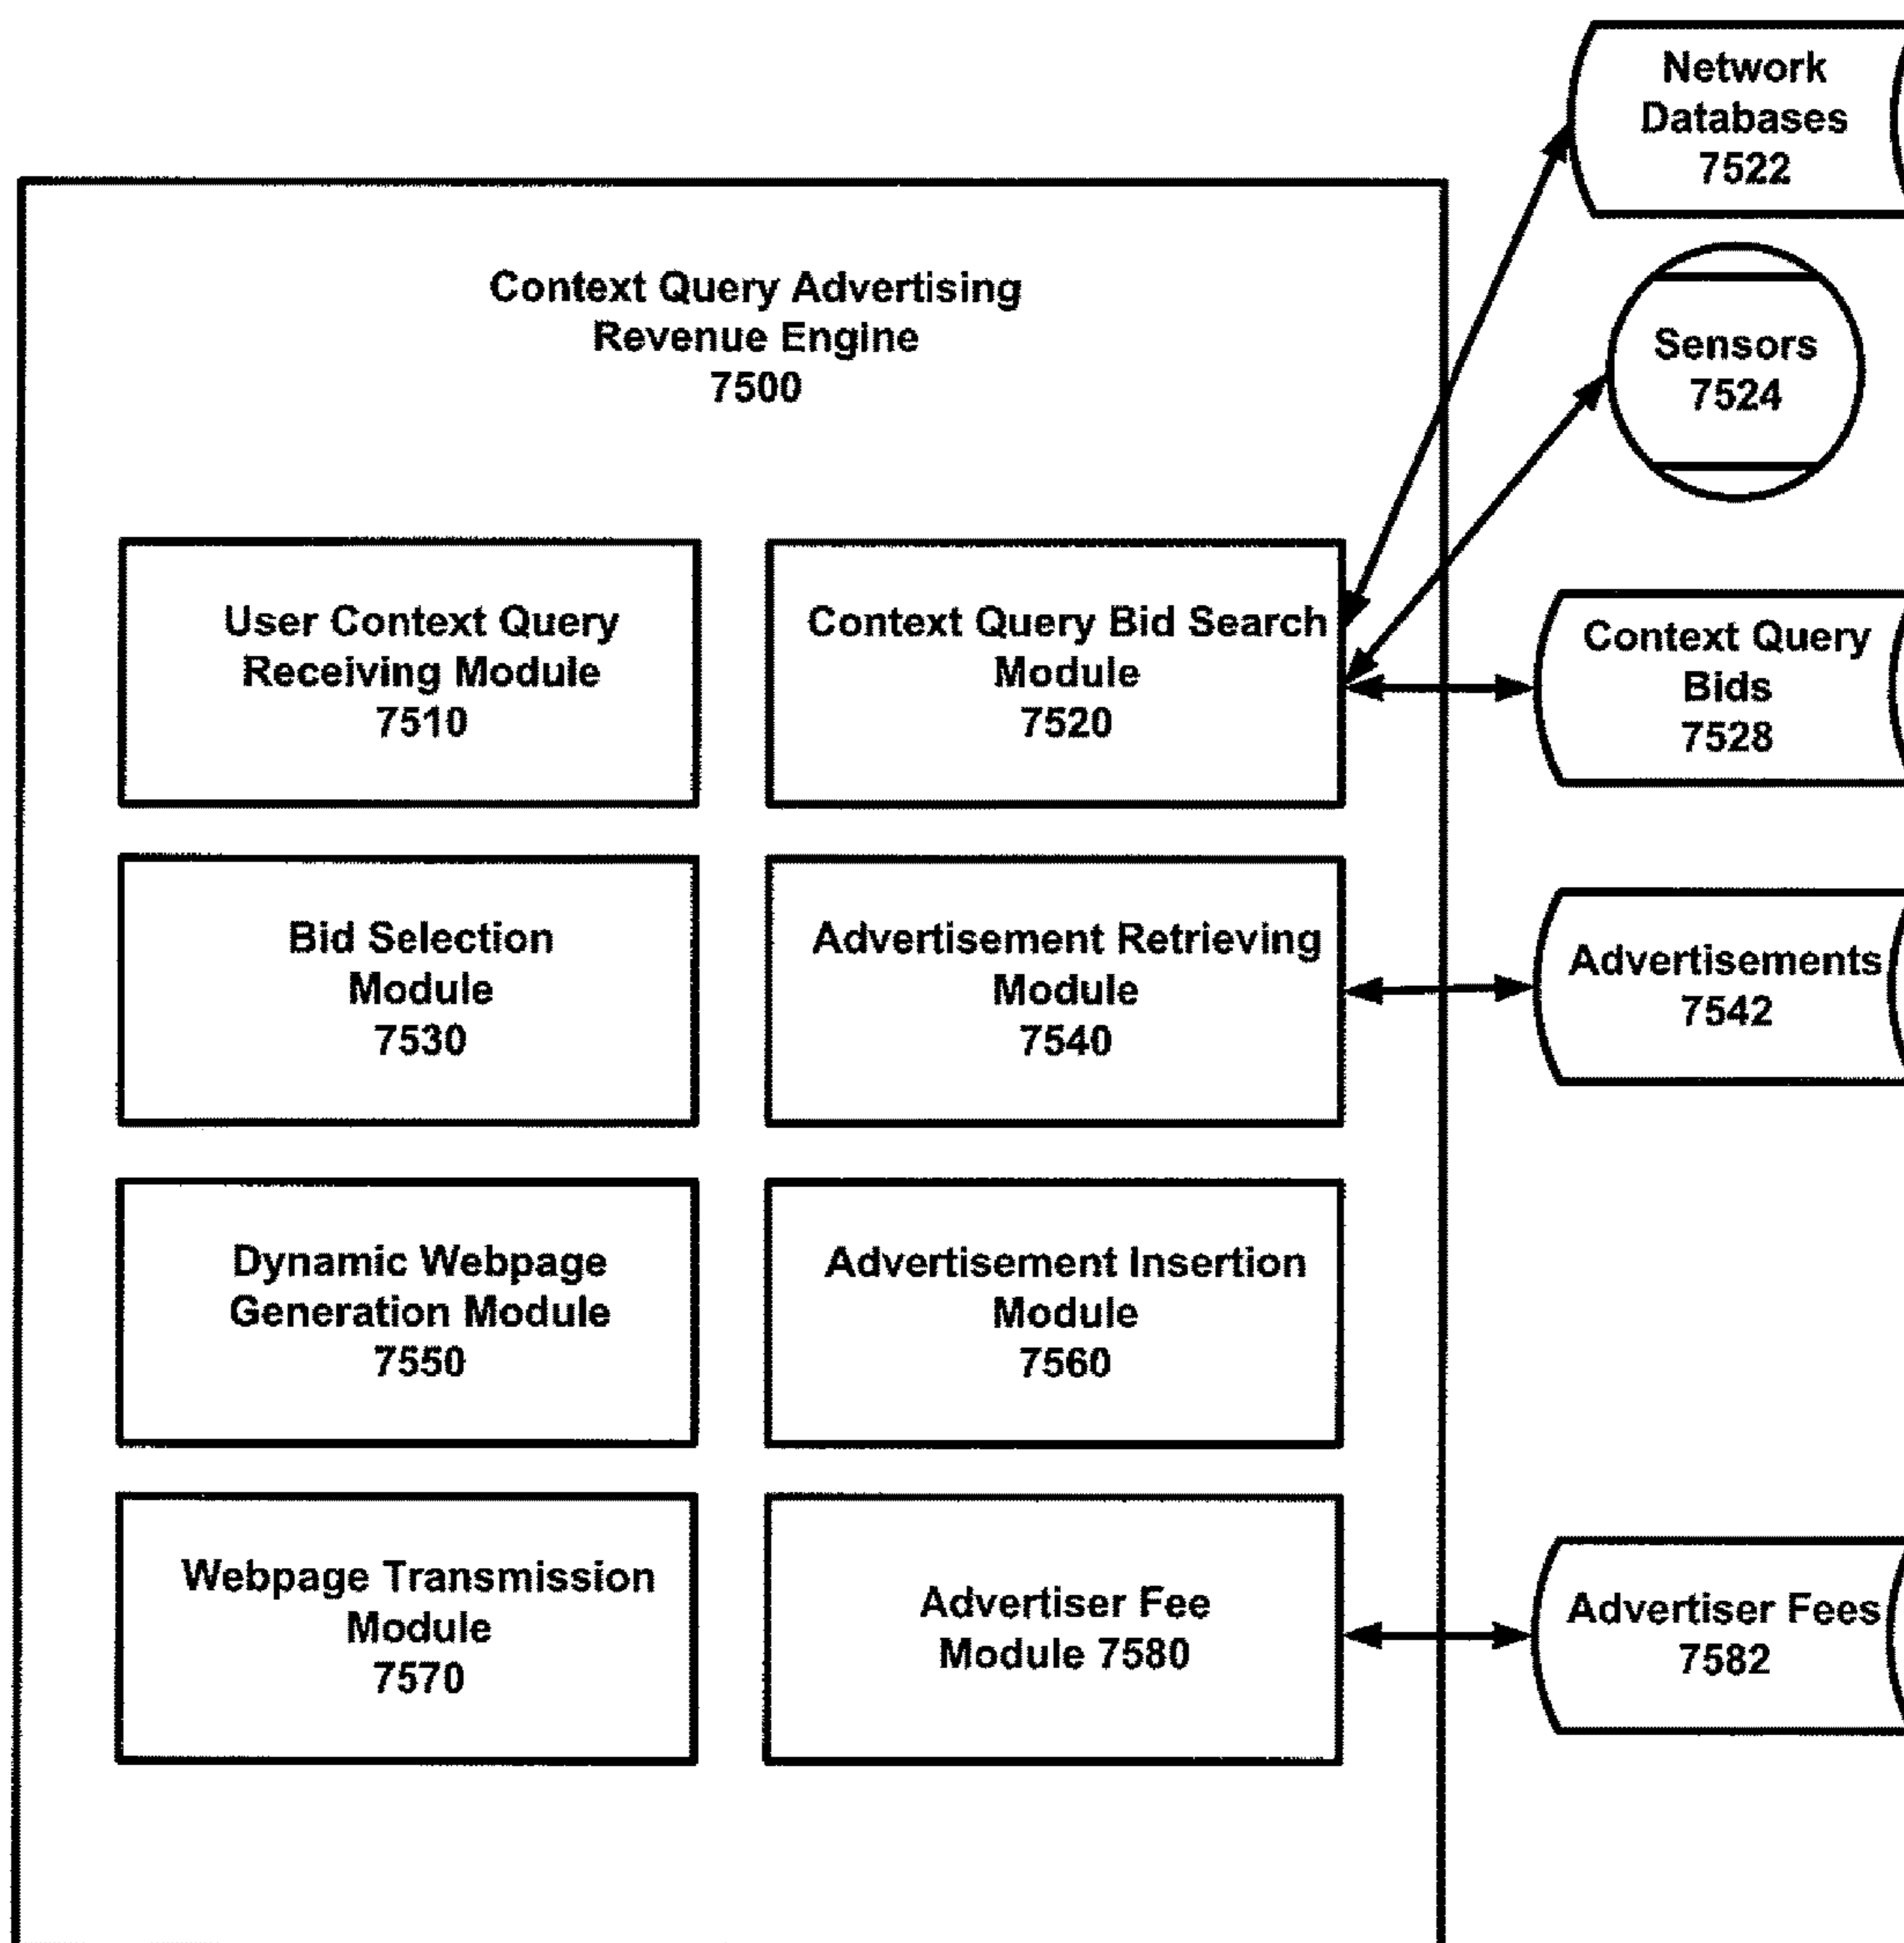 Network
Databases
7522
Context Query Advertising
Revenue Engine
7500
Sensors
7524
User Context Query
Receiving Module
7510
Context Query Bid Search
Module
7520
Context Query
Bids
7528
Bid Selection
Module
7530
Advertisement Retrieving
Module
7540
Advertisements
7542
Dynamic Webpage
Generation Module
7550
Advertisement Insertion
Module
7560
Webpage Transmission
Module
7570
Advertiser Fee
Module 7580
Advertiser Fees
7582